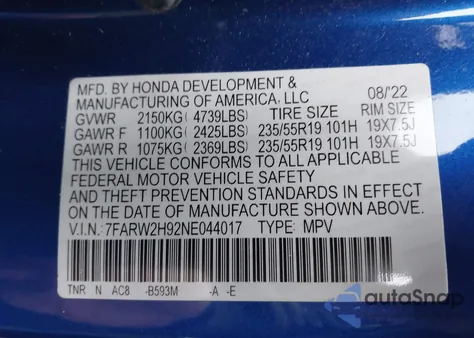 MFD. BY HONDA DEVELOPMENT &
MANUFACTURING OF AMERICA, LLC 08/'22
GVWR 2150KG( 4739LBS) TIRE SIZE RIM SIZE
GAWR F 1100KG( 2425LBS) 235/55R19 101H 19X7.5J
GAWR R 1075KG( 2369LBS) 235/55R19 101H 19X7.5J
THIS VEHICLE CONFORMS TO ALL APPLICABLE
FEDERAL MOTOR VEHICLE SAFETY
AND THEFT PREVENTION STANDARDS IN EFFECT
ON THE DATE OF MANUFACTURE SHOWN ABOVE.
V.I.N.:7FARW2H92NE044017 TYPE: MPV
TNR N AC8 -B593M -A -E
autoSnap